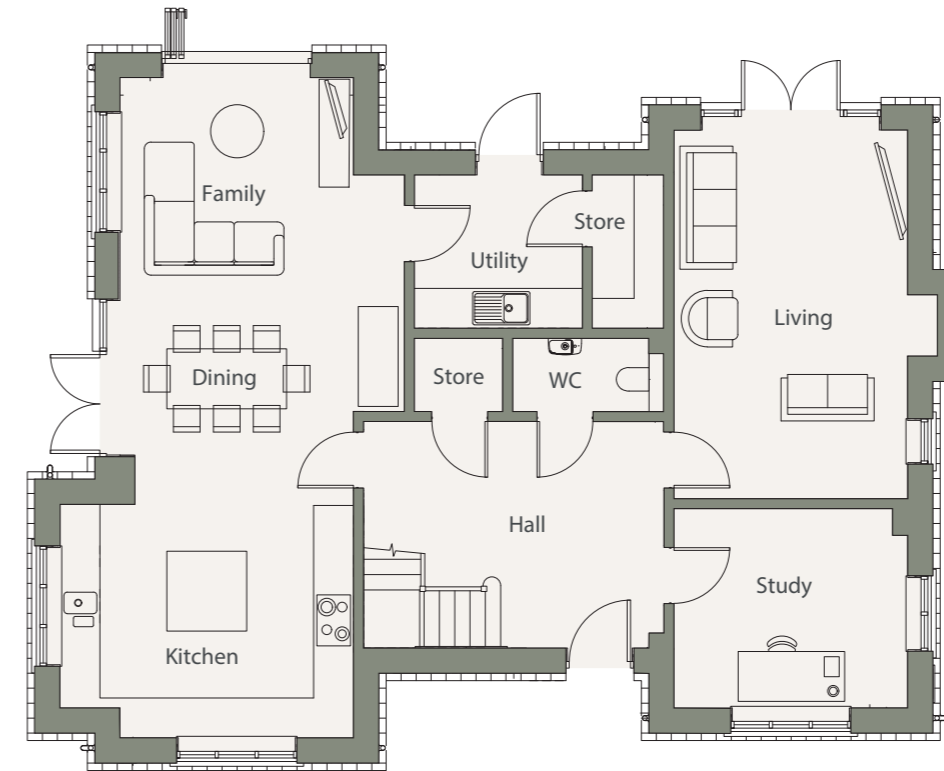 Family
Store
Utility
Living
Dining
Store
WC
Hall
Study
Kitchen